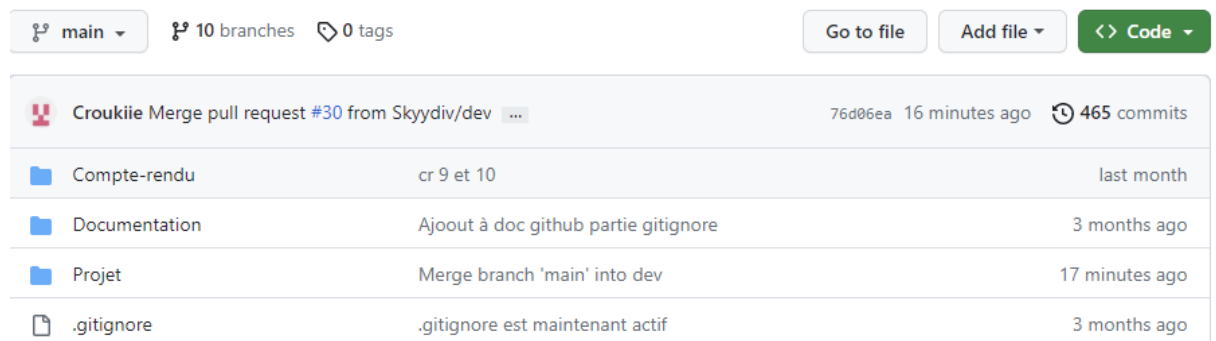 main 10 branches 0 tags Go to file Add file <> Code
Croukiie Merge pull request #30 from Skyydiv/dev ... 76d06ea 16 minutes ago 465 commits
Compte-rendu cr 9 et 10 last month
Documentation Ajoout à doc github partie gitignore 3 months ago
Projet Merge branch 'main' into dev 17 minutes ago
.gitignore .gitignore est maintenant actif 3 months ago